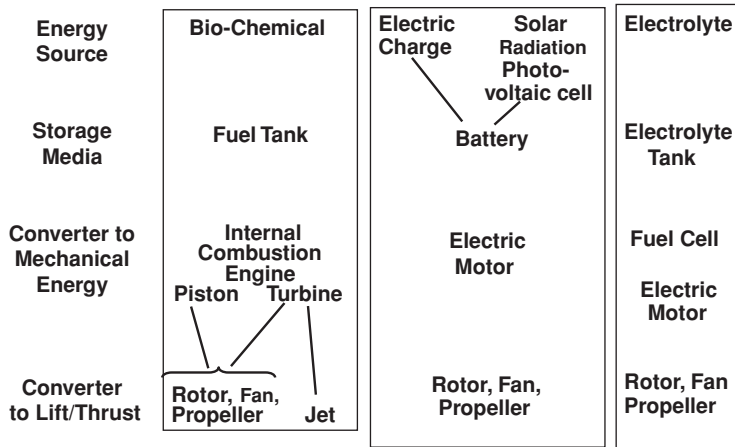 Energy
Source
Bio-Chemical
Electric
Charge
Solar
Radiation
Photo-
voltaic cell
Electrolyte
Storage
Media
Fuel Tank
Battery
Electrolyte
Tank
Converter to
Mechanical
Energy
Internal
Combustion
Engine
Piston
Turbine
Electric
Motor
Fuel Cell
Electric
Motor
Converter
to Lift/Thrust
Rotor, Fan,
Propeller
Jet
Rotor, Fan,
Propeller
Rotor, Fan
Propeller